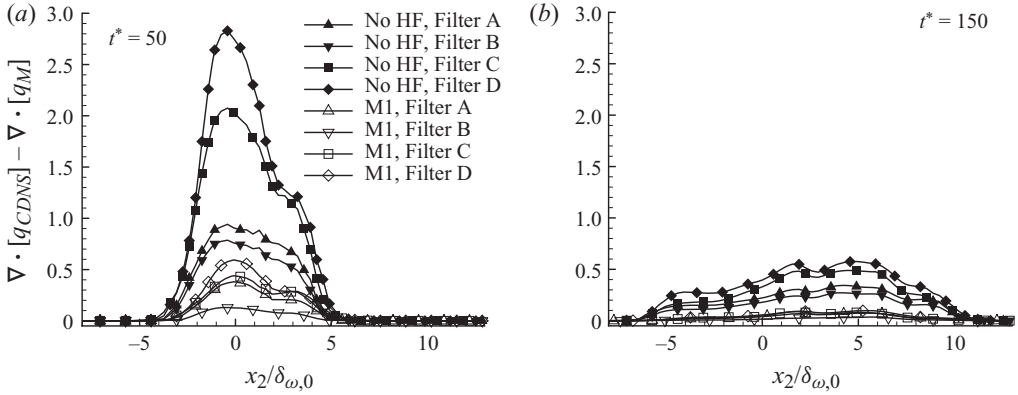 (a)
t* = 50
No HF, Filter A
No HF, Filter B
No HF, Filter C
No HF, Filter D
M1, Filter A
M1, Filter B
M1, Filter C
M1, Filter D
∇ • [q_CDNS] – ∇ • [q_M]
3.0
2.5
2.0
1.5
1.0
0.5
0
–5
0
5
10
x₂/δω,0
(b)
t* = 150
3.0
2.5
2.0
1.5
1.0
0.5
0
–5
0
5
10
x₂/δω,0